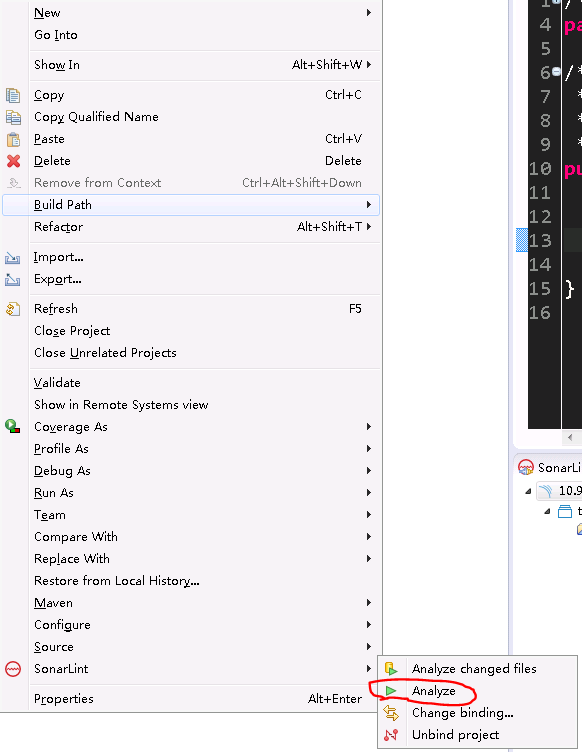 New
Go Into
Show In Alt+Shift+W
Copy Ctrl+C
Copy Qualified Name
Paste Ctrl+V
Delete Delete
Remove from Context Ctrl+Alt+Shift+Down
Build Path
Refactor Alt+Shift+T
Import...
Export...
Refresh F5
Close Project
Close Unrelated Projects
Validate
Show in Remote Systems view
Coverage As
Profile As
Debug As
Run As
Team
Compare With
Replace With
Restore from Local History...
Maven
Configure
Source
SonarLint
Properties Alt+Enter
Analyze changed files
Analyze
Change binding...
Unbind project
1 /*
4 pa
5
6 /*
7 *
8 *
9 *
10 pu
11
12
13
14
15 }
16
SonarLi
10.9
t